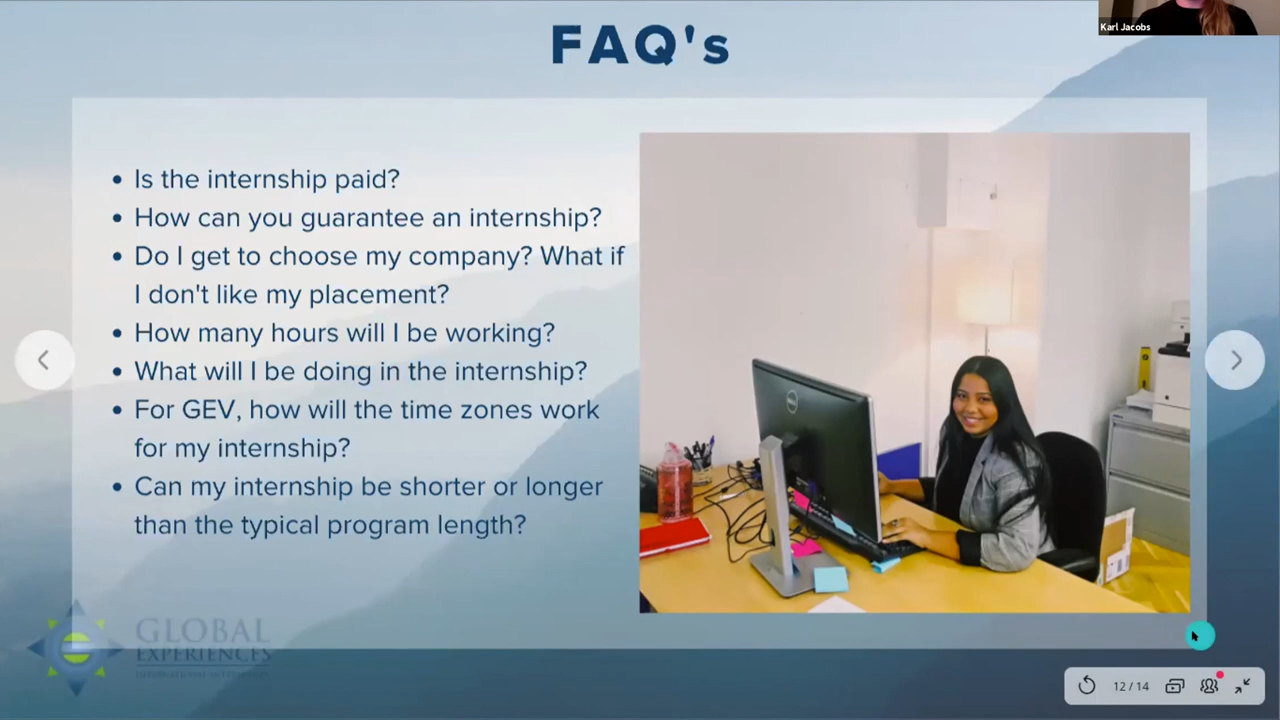 FAQ's
Karl Jacobs
• Is the internship paid?
• How can you guarantee an internship?
• Do I get to choose my company? What if
I don't like my placement?
• How many hours will I be working?
• What will I be doing in the internship?
• For GEV, how will the time zones work
for my internship?
• Can my internship be shorter or longer
than the typical program length?
DELL
GLOBAL
EXPERIENCES
12 / 14